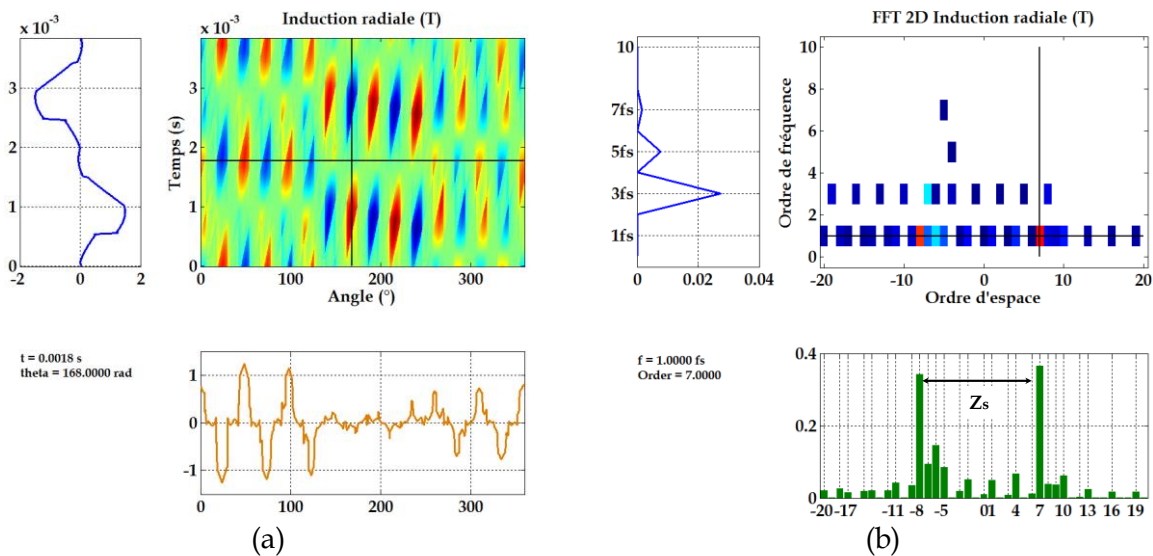 Induction radiale (T)
x 10⁻³
x 10⁻³
3
2
1
0
-2
0
2
Temps (s)
3
2
1
0
0
100
200
300
Angle (°)
t = 0.0018 s
theta = 168.0000 rad
1
0
-1
0
100
200
300
(a)
FFT 2D Induction radiale (T)
10
7fs
5fs
3fs
1fs
0
0.02
0.04
Ordre de fréquence
10
8
6
4
2
0
-20
-10
0
10
20
Ordre d'espace
f = 1.0000 fs
Order = 7.0000
0.4
0.2
0
Zs
-20 -17 -11 -8 -5 01 4 7 10 13 16 19
(b)